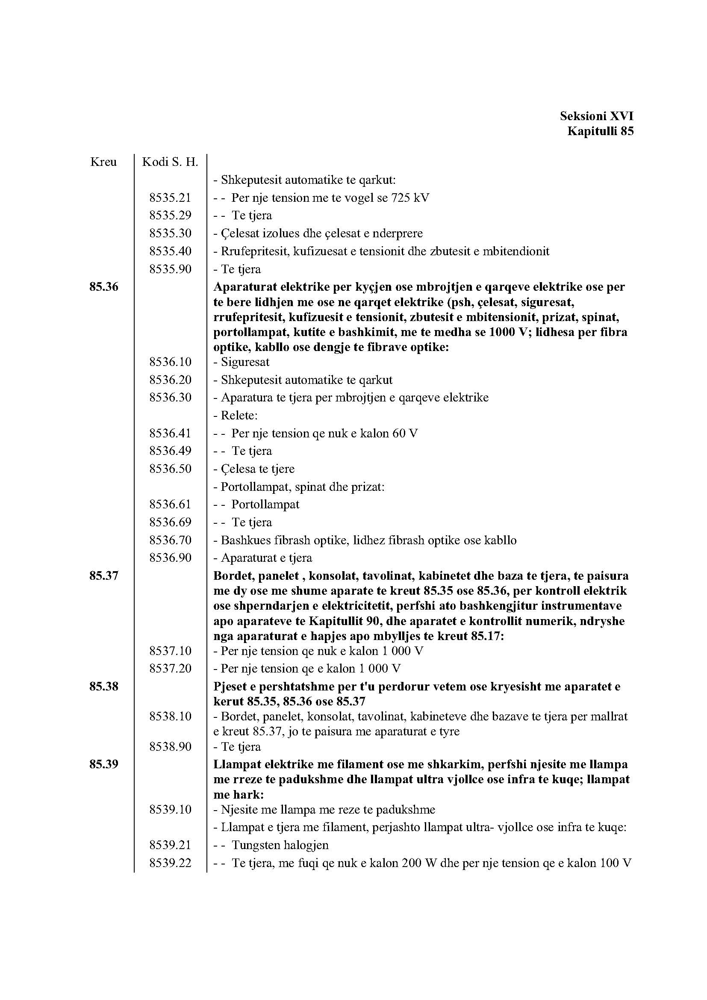 Seksioni XVI
Kapitulli 85
Kreu Kodi S. H.
- Shkeputesit automatike te qarkut:
8535.21 - - Per nje tension me te vogel se 725 kV
8535.29 - - Te tjera
8535.30 - Çelesat izolues dhe çelesat e nderprere
8535.40 - Rrufepritesit, kufizuesat e tensionit dhe zbutesit e mbitendionit
8535.90 - Te tjera
85.36 Aparaturat elektrike per kyçjen ose mbrojtjen e qarqeve elektrike ose per
te bere lidhjen me ose ne qarqet elektrike (psh, çelesat, siguresat,
rrufepritesit, kufizuesit e tensionit, zbutesit e mbitensionit, prizat, spinat,
portollampat, kutite e bashkimit, me te medha se 1000 V; lidhesa per fibra
optike, kabllo ose dengje te fibrave optike:
8536.10 - Siguresat
8536.20 - Shkeputesit automatike te qarkut
8536.30 - Aparatura te tjera per mbrojtjen e qarqeve elektrike
- Relete:
8536.41 - - Per nje tension qe nuk e kalon 60 V
8536.49 - - Te tjera
8536.50 - Çelesa te tjere
- Portollampat, spinat dhe prizat:
8536.61 - - Portollampat
8536.69 - - Te tjera
8536.70 - Bashkues fibrash optike, lidhez fibrash optike ose kabllo
8536.90 - Aparaturat e tjera
85.37 Bordet, panelet , konsolat, tavolinat, kabinetet dhe baza te tjera, te paisura
me dy ose me shume aparate te kreut 85.35 ose 85.36, per kontroll elektrik
ose shperndarjen e elektricitetit, perfshi ato bashkengjitur instrumentave
apo aparateve te Kapitullit 90, dhe aparatet e kontrollit numerik, ndryshe
nga aparaturat e hapjes apo mbylljes te kreut 85.17:
8537.10 - Per nje tension qe nuk e kalon 1 000 V
8537.20 - Per nje tension qe e kalon 1 000 V
85.38 Pjeset e pershtatshme per t'u perdorur vetem ose kryesisht me aparatet e
kerut 85.35, 85.36 ose 85.37
8538.10 - Bordet, panelet, konsolat, tavolinat, kabineteve dhe bazave te tjera per mallrat
e kreut 85.37, jo te paisura me aparaturat e tyre
8538.90 - Te tjera
85.39 Llampat elektrike me filament ose me shkarkim, perfshi njesite me llampa
me rreze te padukshme dhe llampat ultra vjollce ose infra te kuqe; llampat
me hark:
8539.10 - Njesite me llampa me reze te padukshme
- Llampat e tjera me filament, perjashto llampat ultra- vjollce ose infra te kuqe:
8539.21 - - Tungsten halogjen
8539.22 - - Te tjera, me fuqi qe nuk e kalon 200 W dhe per nje tension qe e kalon 100 V